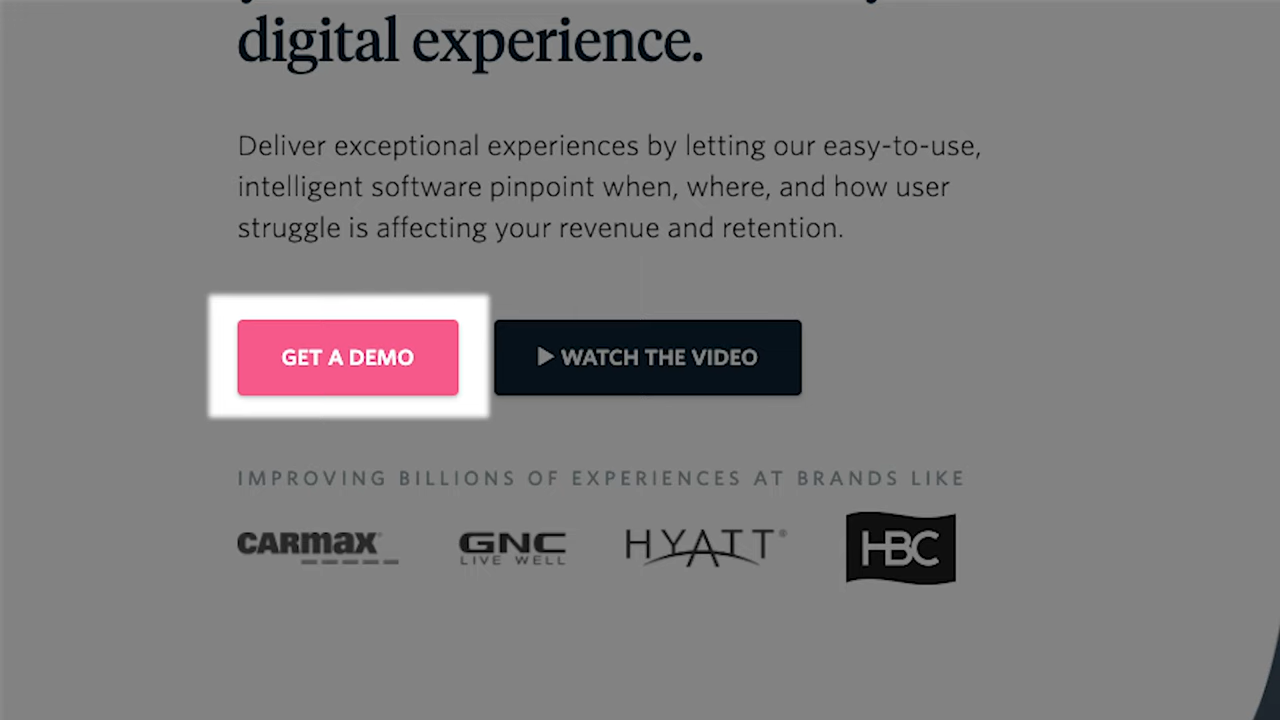 digital experience.
Deliver exceptional experiences by letting our easy-to-use,
intelligent software pinpoint when, where, and how user
struggle is affecting your revenue and retention.
GET A DEMO
WATCH THE VIDEO
IMPROVING BILLIONS OF EXPERIENCES AT BRANDS LIKE
CARMAX
GNC
LIVE WELL
HYATT®
HBC